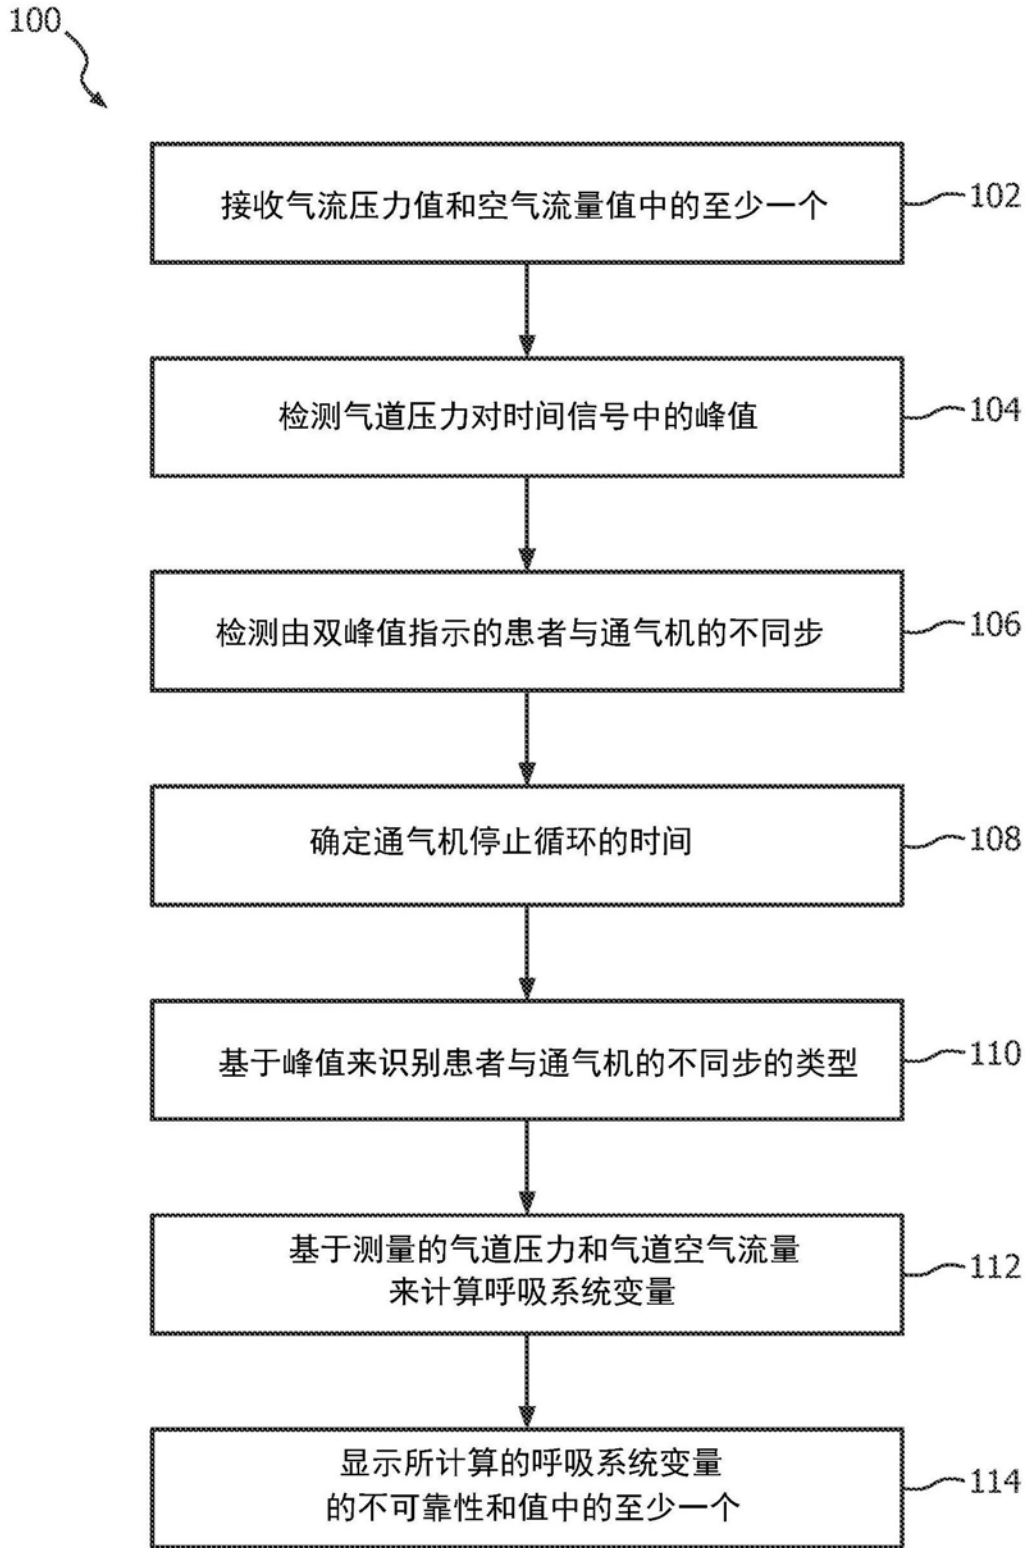 100
接收气流压力值和空气流量值中的至少一个
102
检测气道压力对时间信号中的峰值
104
检测由双峰值指示的患者与通气机的不同步
106
确定通气机停止循环的时间
108
基于峰值来识别患者与通气机的不同步的类型
110
基于测量的气道压力和气道空气流量
来计算呼吸系统变量
112
显示所计算的呼吸系统变量
的不可靠性和值中的至少一个
114